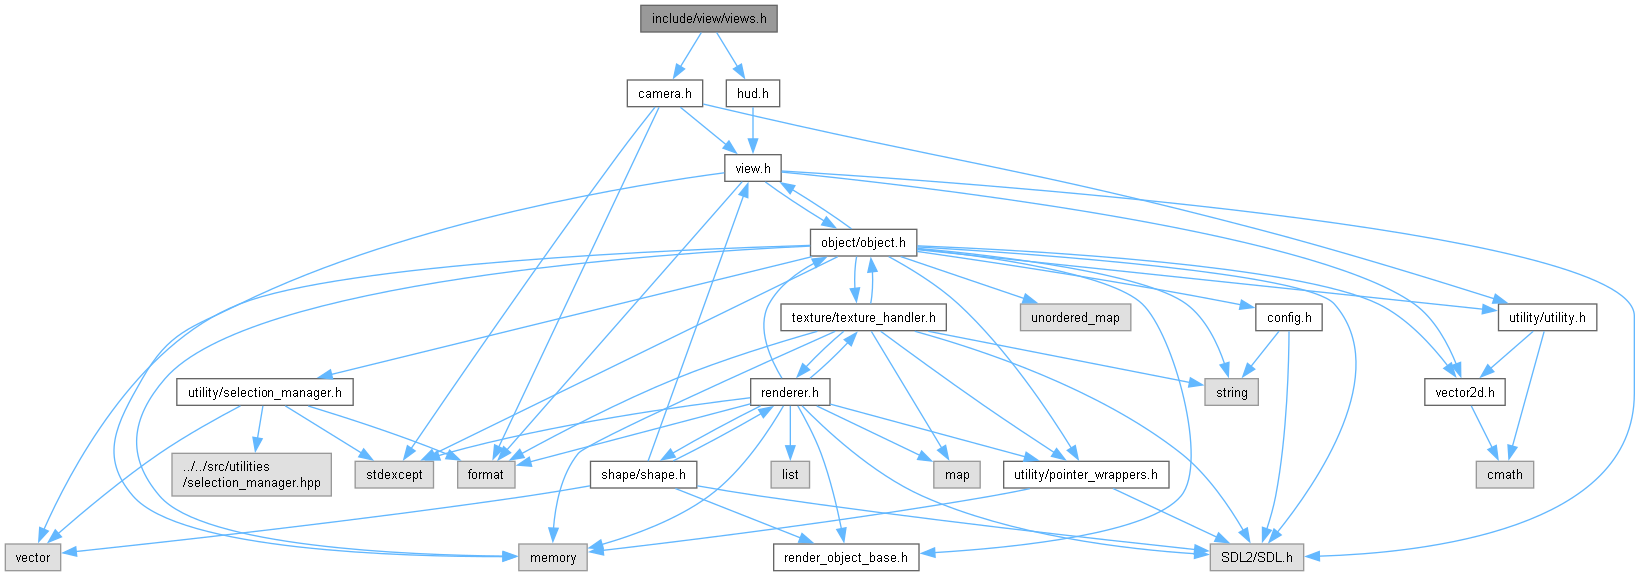 include/view/views.h
camera.h
hud.h
view.h
object/object.h
texture/texture_handler.h
unordered_map
config.h
utility/utility.h
utility/selection_manager.h
renderer.h
string
vector2d.h
../../src/utilities
/selection_manager.hpp
stdexcept
format
shape/shape.h
list
map
utility/pointer_wrappers.h
cmath
vector
memory
render_object_base.h
SDL2/SDL.h